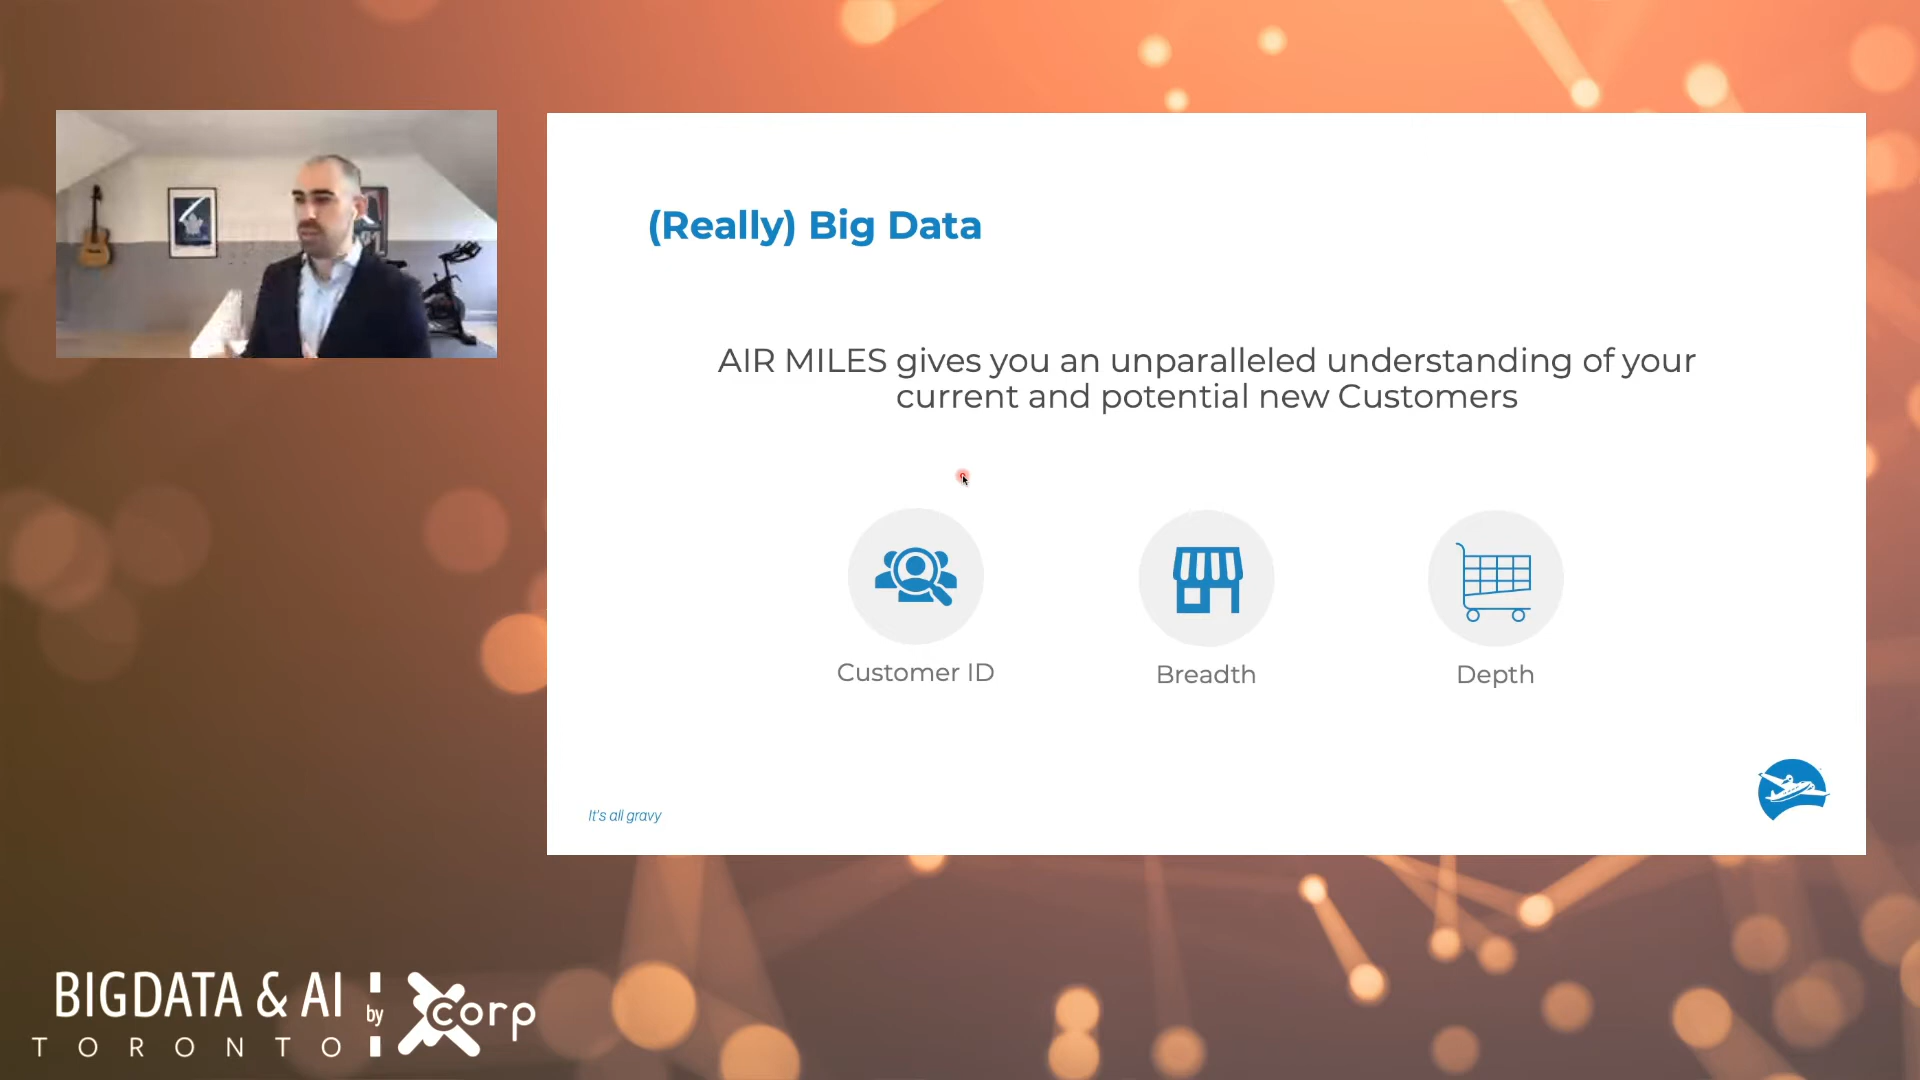 (Really) Big Data
AIR MILES gives you an unparalleled understanding of your
current and potential new Customers
Customer ID
Breadth
Depth
It's all gravy
BIGDATA & AI
TORONTO
by
corp